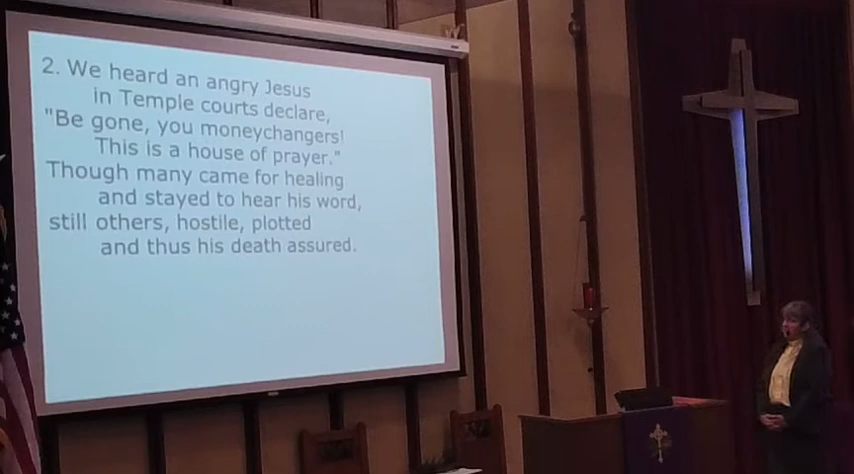 2. We heard an angry Jesus
in Temple courts declare,
"Be gone, you moneychangers!
This is a house of prayer."
Though many came for healing
and stayed to hear his word,
still others, hostile, plotted
and thus his death assured.